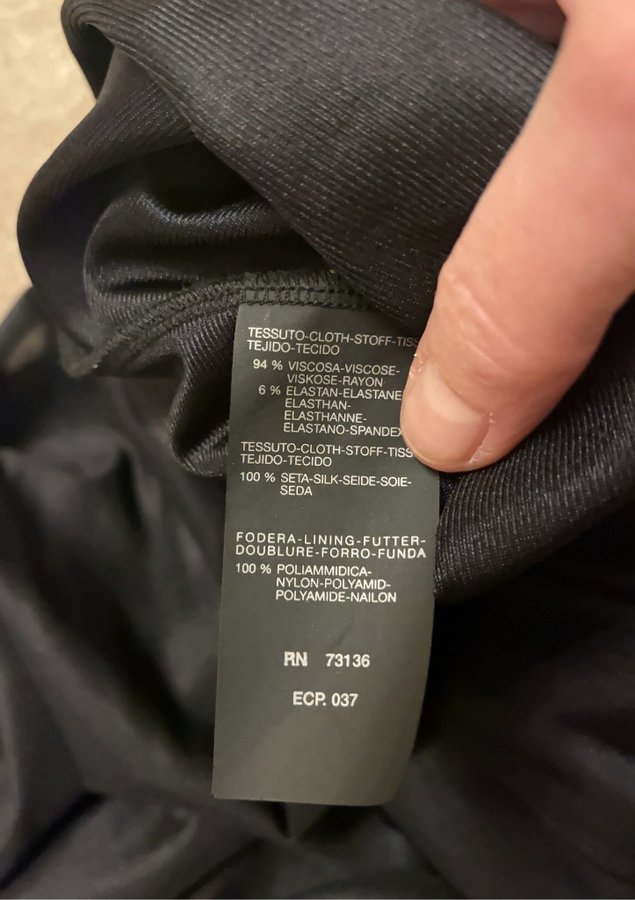 TESSUTO-CLOTH-STOFF-TISS
TEJIDO-TECIDO
94 % VISCOSA-VISCOSE-
VISKOSE-RAYON
6 % ELASTAN-ELASTANE
ELASTHAN-
ELASTHANNE-
ELASTANO-SPANDEX
TESSUTO-CLOTH-STOFF-TISS
TEJIDO-TECIDO
100 % SETA-SILK-SEIDE-SOIE-
SEDA
FODERA-LINING-FUTTER-
DOUBLURE-FORRO-FUNDA
100 % POLIAMMIDICA-
NYLON-POLYAMID-
POLYAMIDE-NAILON
RN 73136
ECP. 037